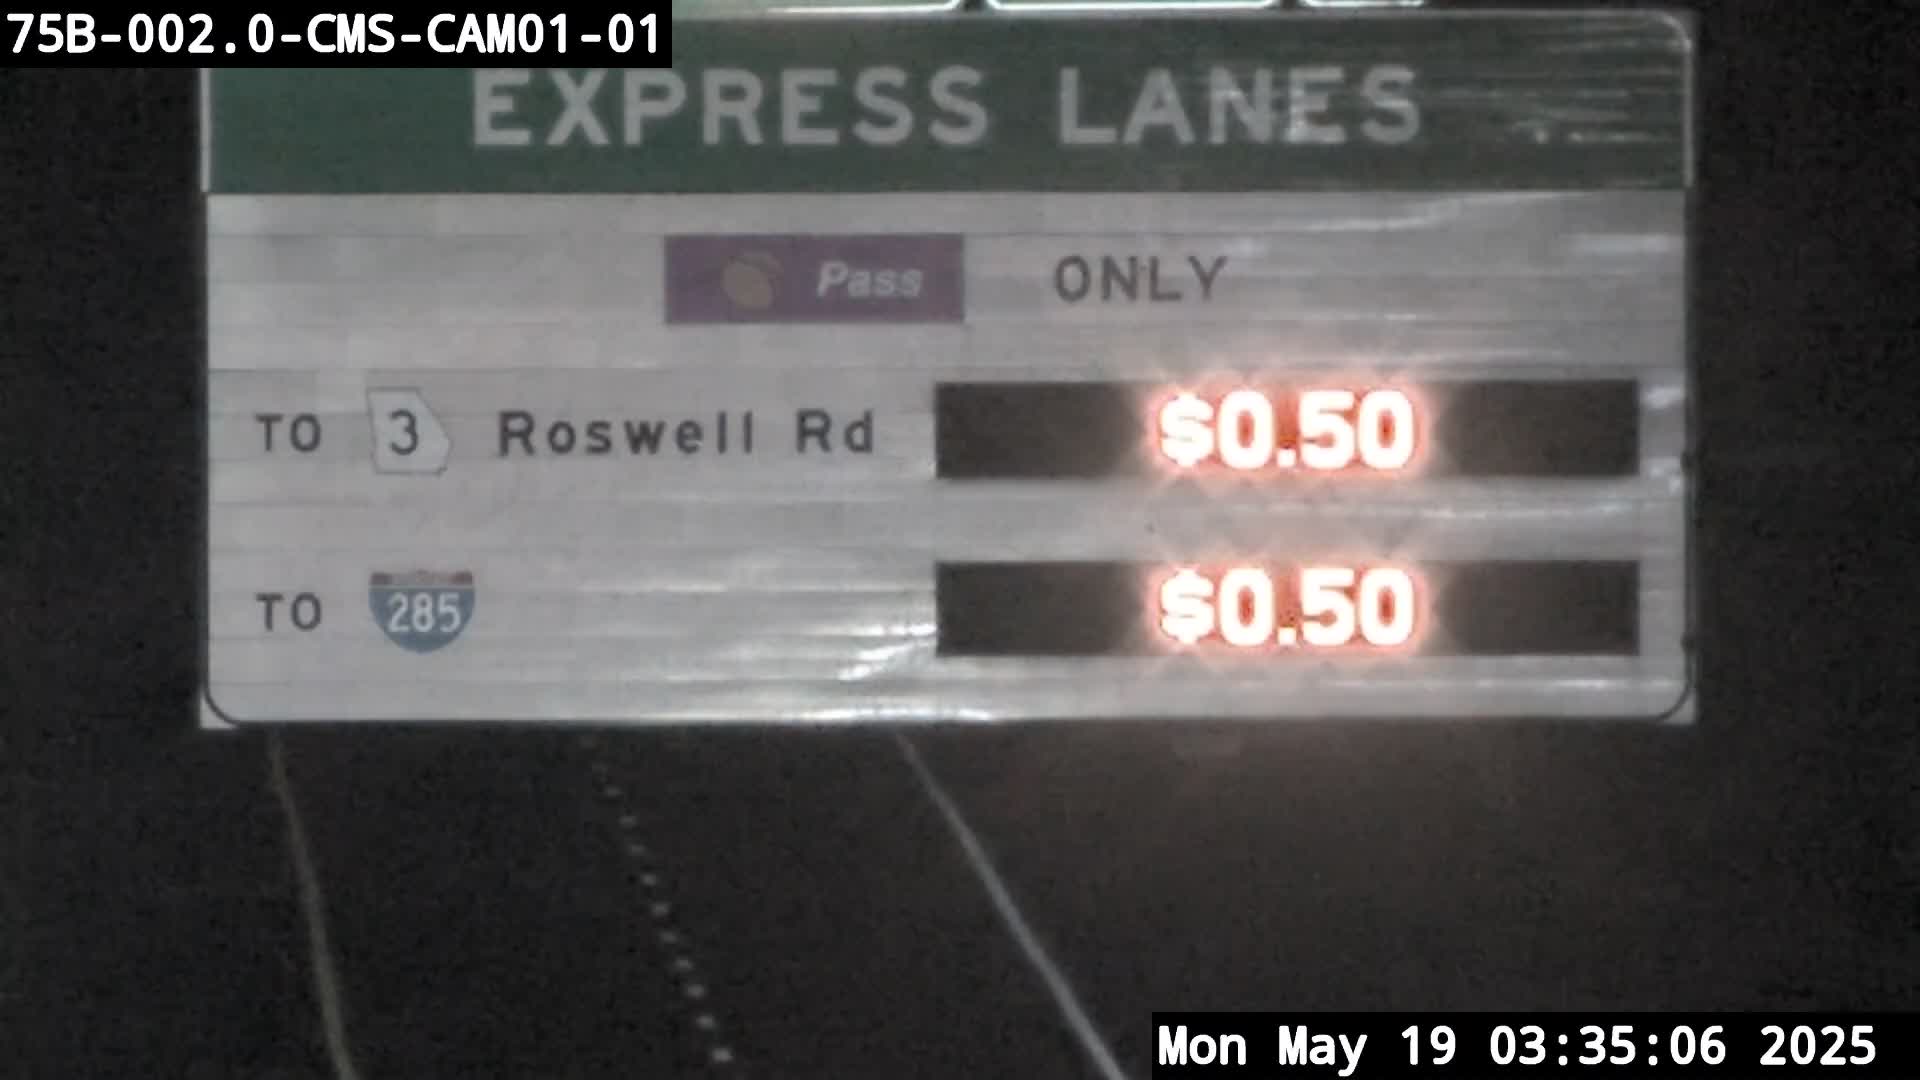 75B-002.0-CMS-CAM01-01
EXPRESS LANES
Pass ONLY
TO 3 Roswell Rd $0.50
TO 285 $0.50
Mon May 19 03:35:06 2025